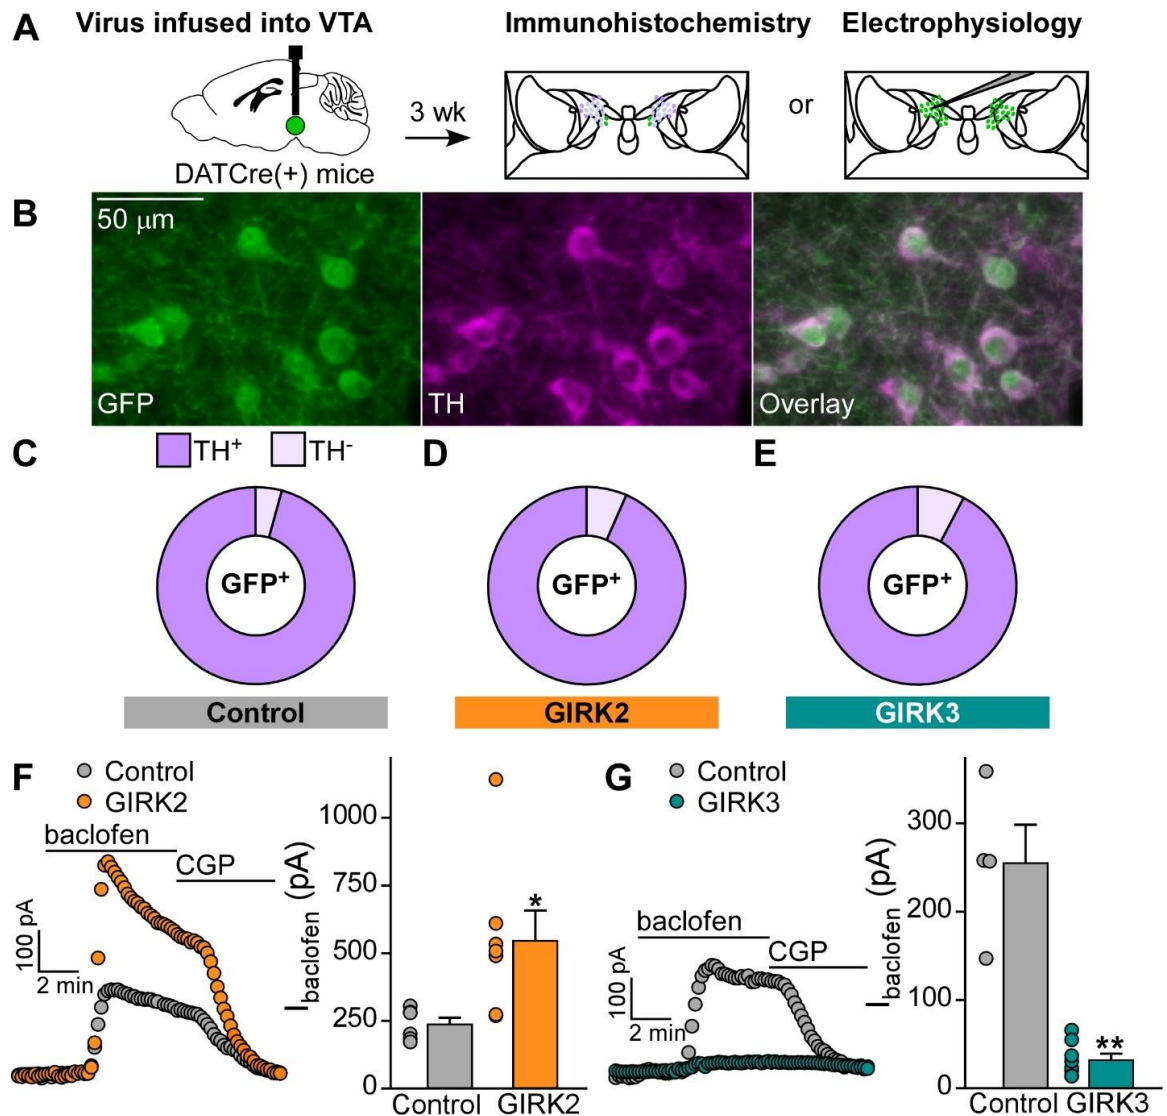 A
Virus infused into VTA
Immunohistochemistry
Electrophysiology
3 wk
or
DATCre(+) mice
B
50 μm
GFP
TH
Overlay
C
TH⁺
TH⁻
D
E
GFP⁺
GFP⁺
GFP⁺
Control
GIRK2
GIRK3
F
Control
GIRK2
baclofen
CGP
100 pA
2 min
I baclofen (pA)
1000
750
500
250
0
*
Control
GIRK2
G
Control
GIRK3
baclofen
CGP
100 pA
2 min
I baclofen (pA)
300
200
100
0
**
Control
GIRK3